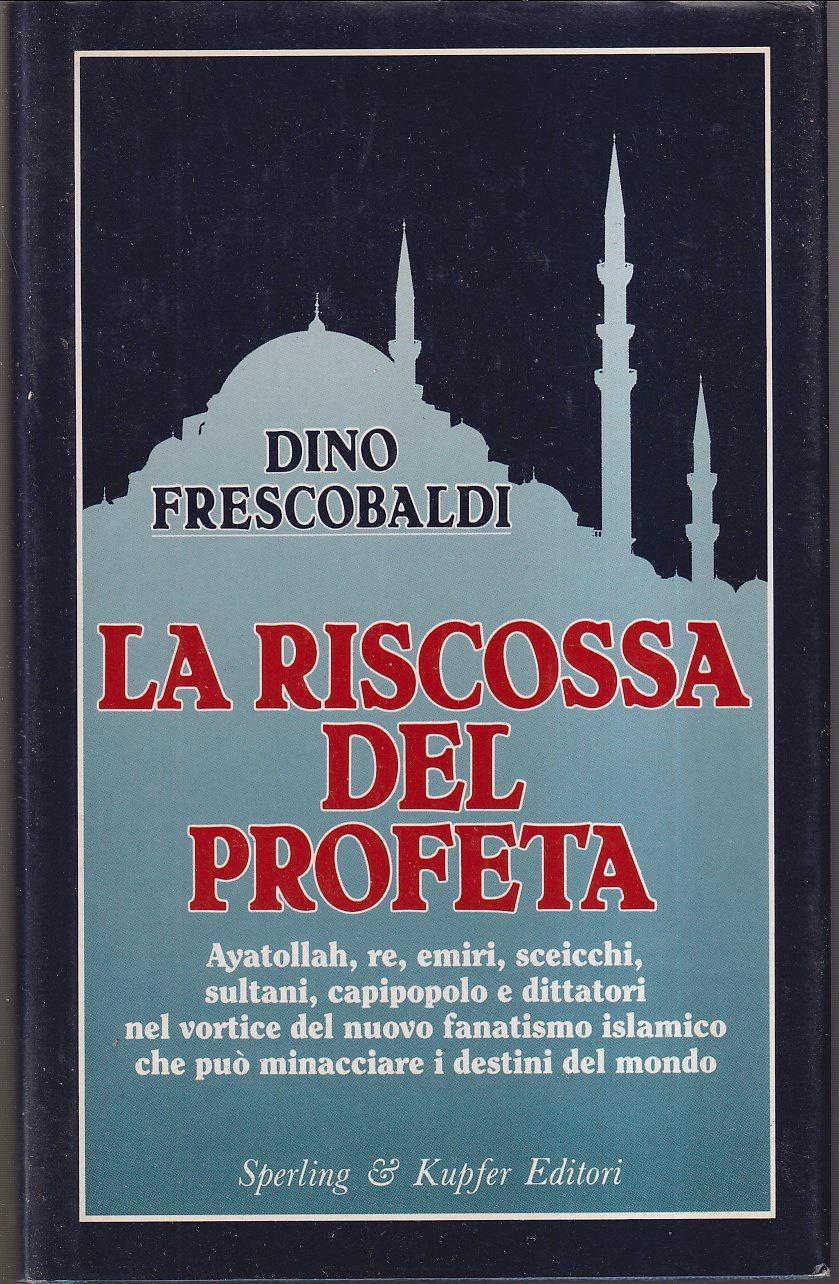 DINO
FRESCOBALDI
LA RISCOSSA
DEL
PROFETA
Ayatollah, re, emiri, sceicchi,
sultani, capipopolo e dittatori
nel vortice del nuovo fanatismo islamico
che può minacciare i destini del mondo
Sperling & Kupfer Editori